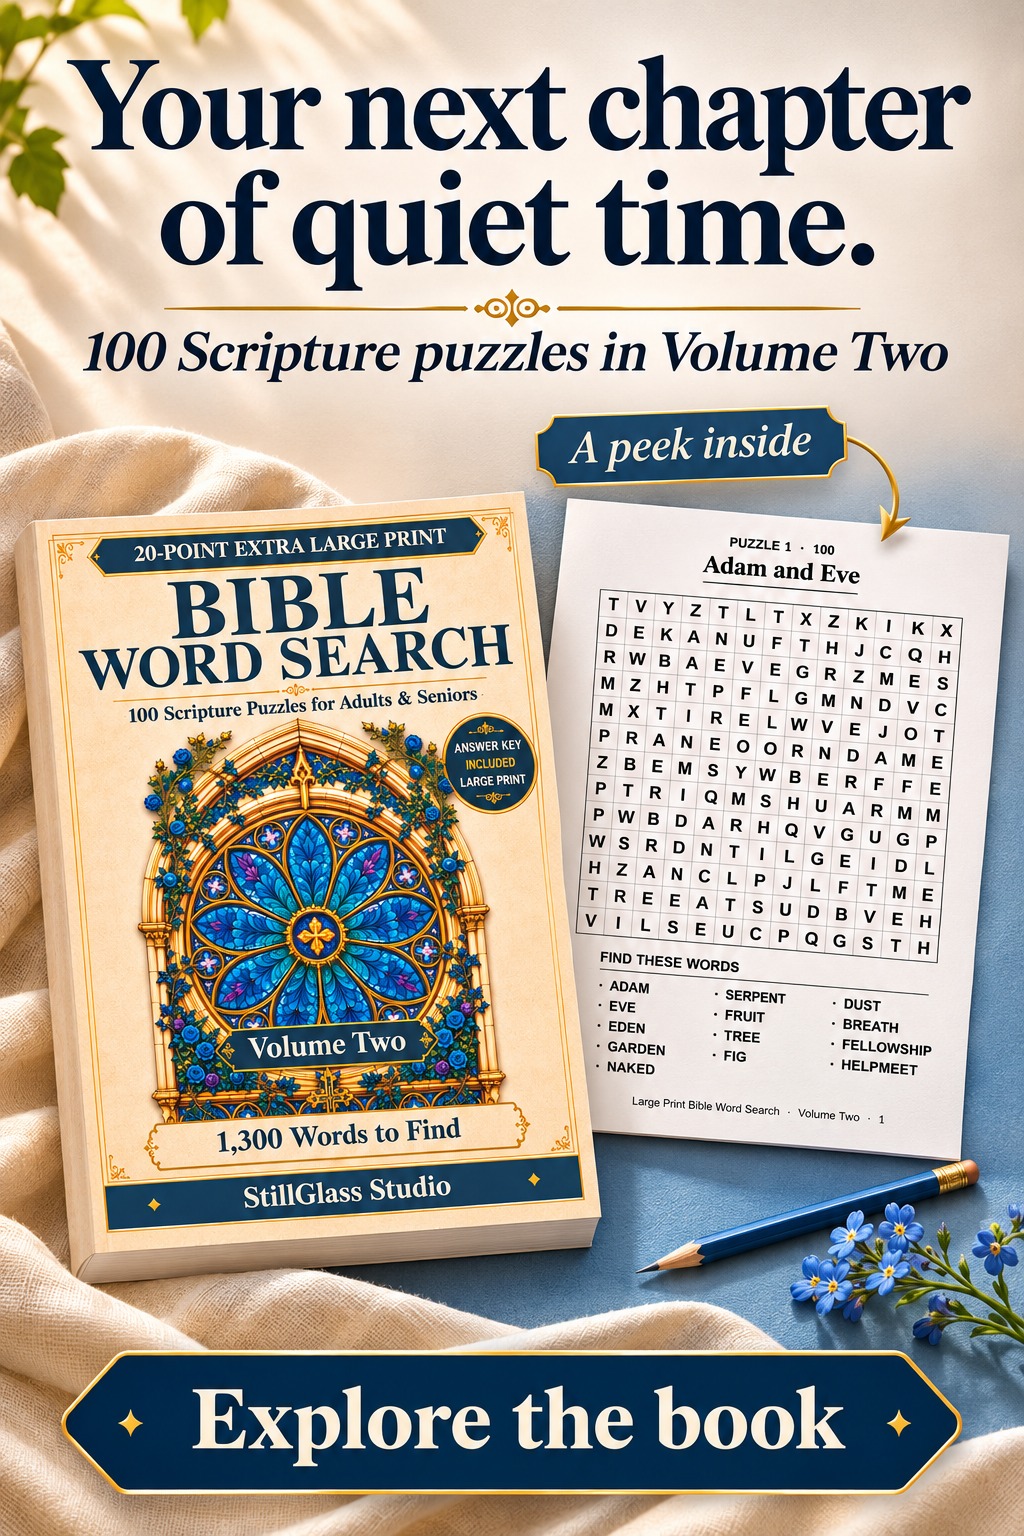 Your next chapter
of quiet time.
100 Scripture puzzles in Volume Two
A peek inside
20-POINT EXTRA LARGE PRINT
BIBLE
WORD SEARCH
100 Scripture Puzzles for Adults & Seniors
ANSWER KEY
INCLUDED
LARGE PRINT
Volume Two
1,300 Words to Find
StillGlass Studio
PUZZLE 1 · 100
Adam and Eve
T V Y Z T L T X Z K I K X
D E K A N U F T H J C Q H
R W B A E V E G R Z M E S
M Z H T P F L G M N D V C
M X T I R E L W V E J O T
P R A N E O O R N D A M E
Z B E M S Y W B E R F F E
P T R I Q M S H U A R M M
P W B D A R H Q V G U G P
W S R D N T I L G E I D L
H Z A N C L P J L F T M E
T R E E A T S U D B V E H
V I L S E U C P Q G S T H
FIND THESE WORDS
· ADAM
· EVE
· EDEN
· GARDEN
· NAKED
· SERPENT
· FRUIT
· TREE
· FIG
· DUST
· BREATH
· FELLOWSHIP
· HELPMEET
Large Print Bible Word Search · Volume Two · 1
Explore the book